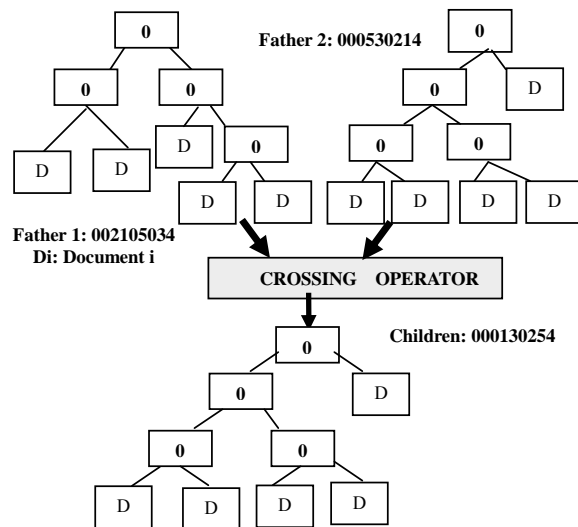 0
Father 2: 000530214
0
0
0
0
D
D
0
0
0
D
D
D
D
D
D
D
D
Father 1: 002105034
Di: Document i
CROSSING OPERATOR
Children: 000130254
0
D
0
0
0
D
D
D
D